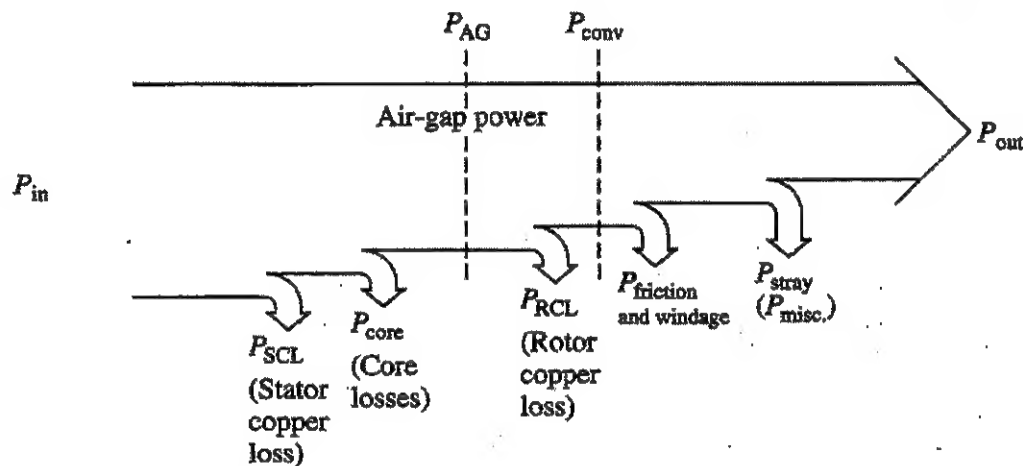 P_AG
P_conv
Air-gap power
P_out
P_in
P_SCL
(Stator
copper
loss)
P_core
(Core
losses)
P_RCL
(Rotor
copper
loss)
P_friction
and windage
P_stray
(P_misc.)